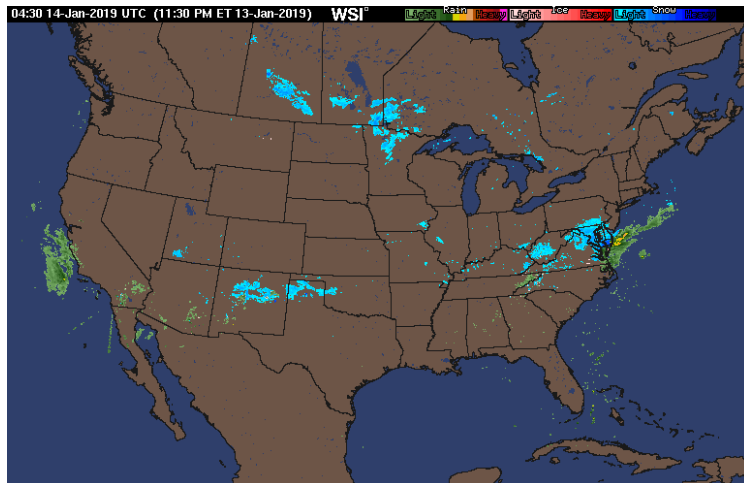 04:30 14-Jan-2019 UTC (11:30 PM ET 13-Jan-2019) WSI Light Rain Heavy Light Ice Heavy Light Snow Heavy